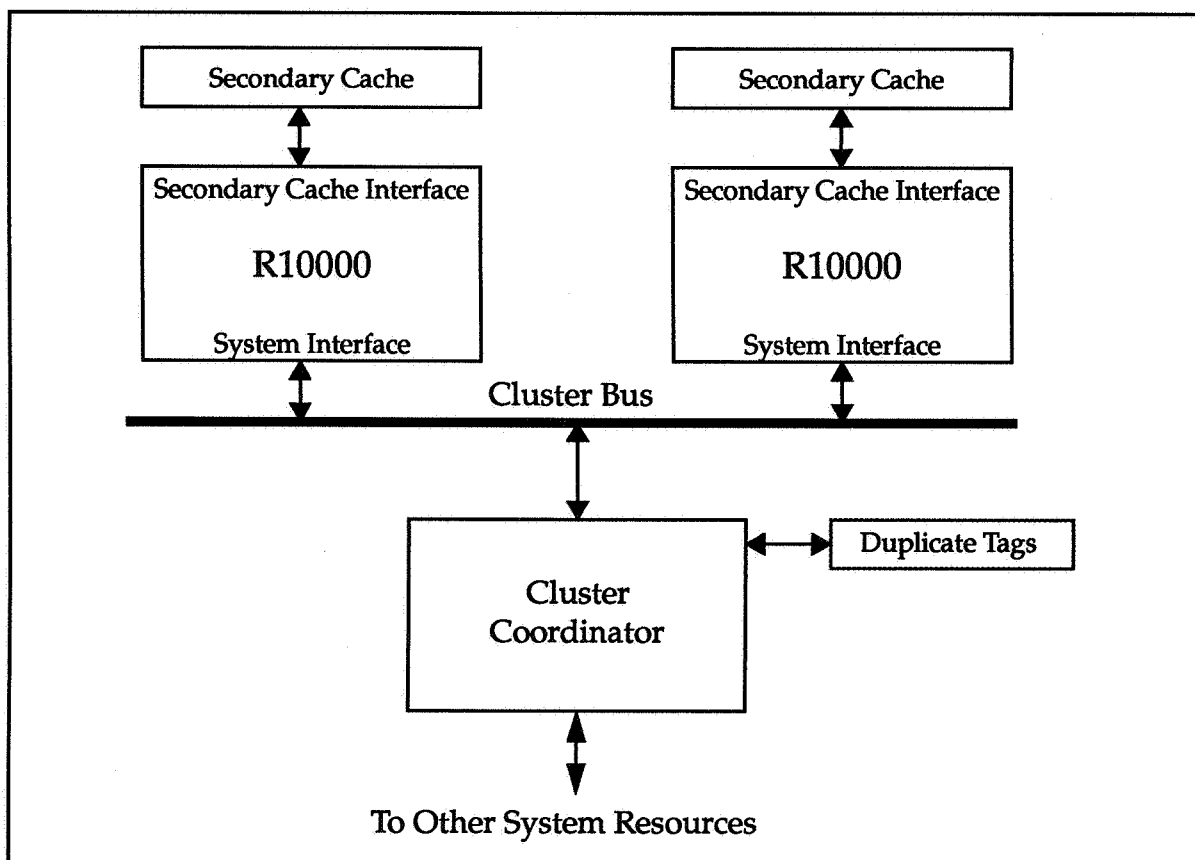 Secondary Cache
Secondary Cache
Secondary Cache Interface
R10000
System Interface
Secondary Cache Interface
R10000
System Interface
Cluster Bus
Cluster
Coordinator
Duplicate Tags
To Other System Resources